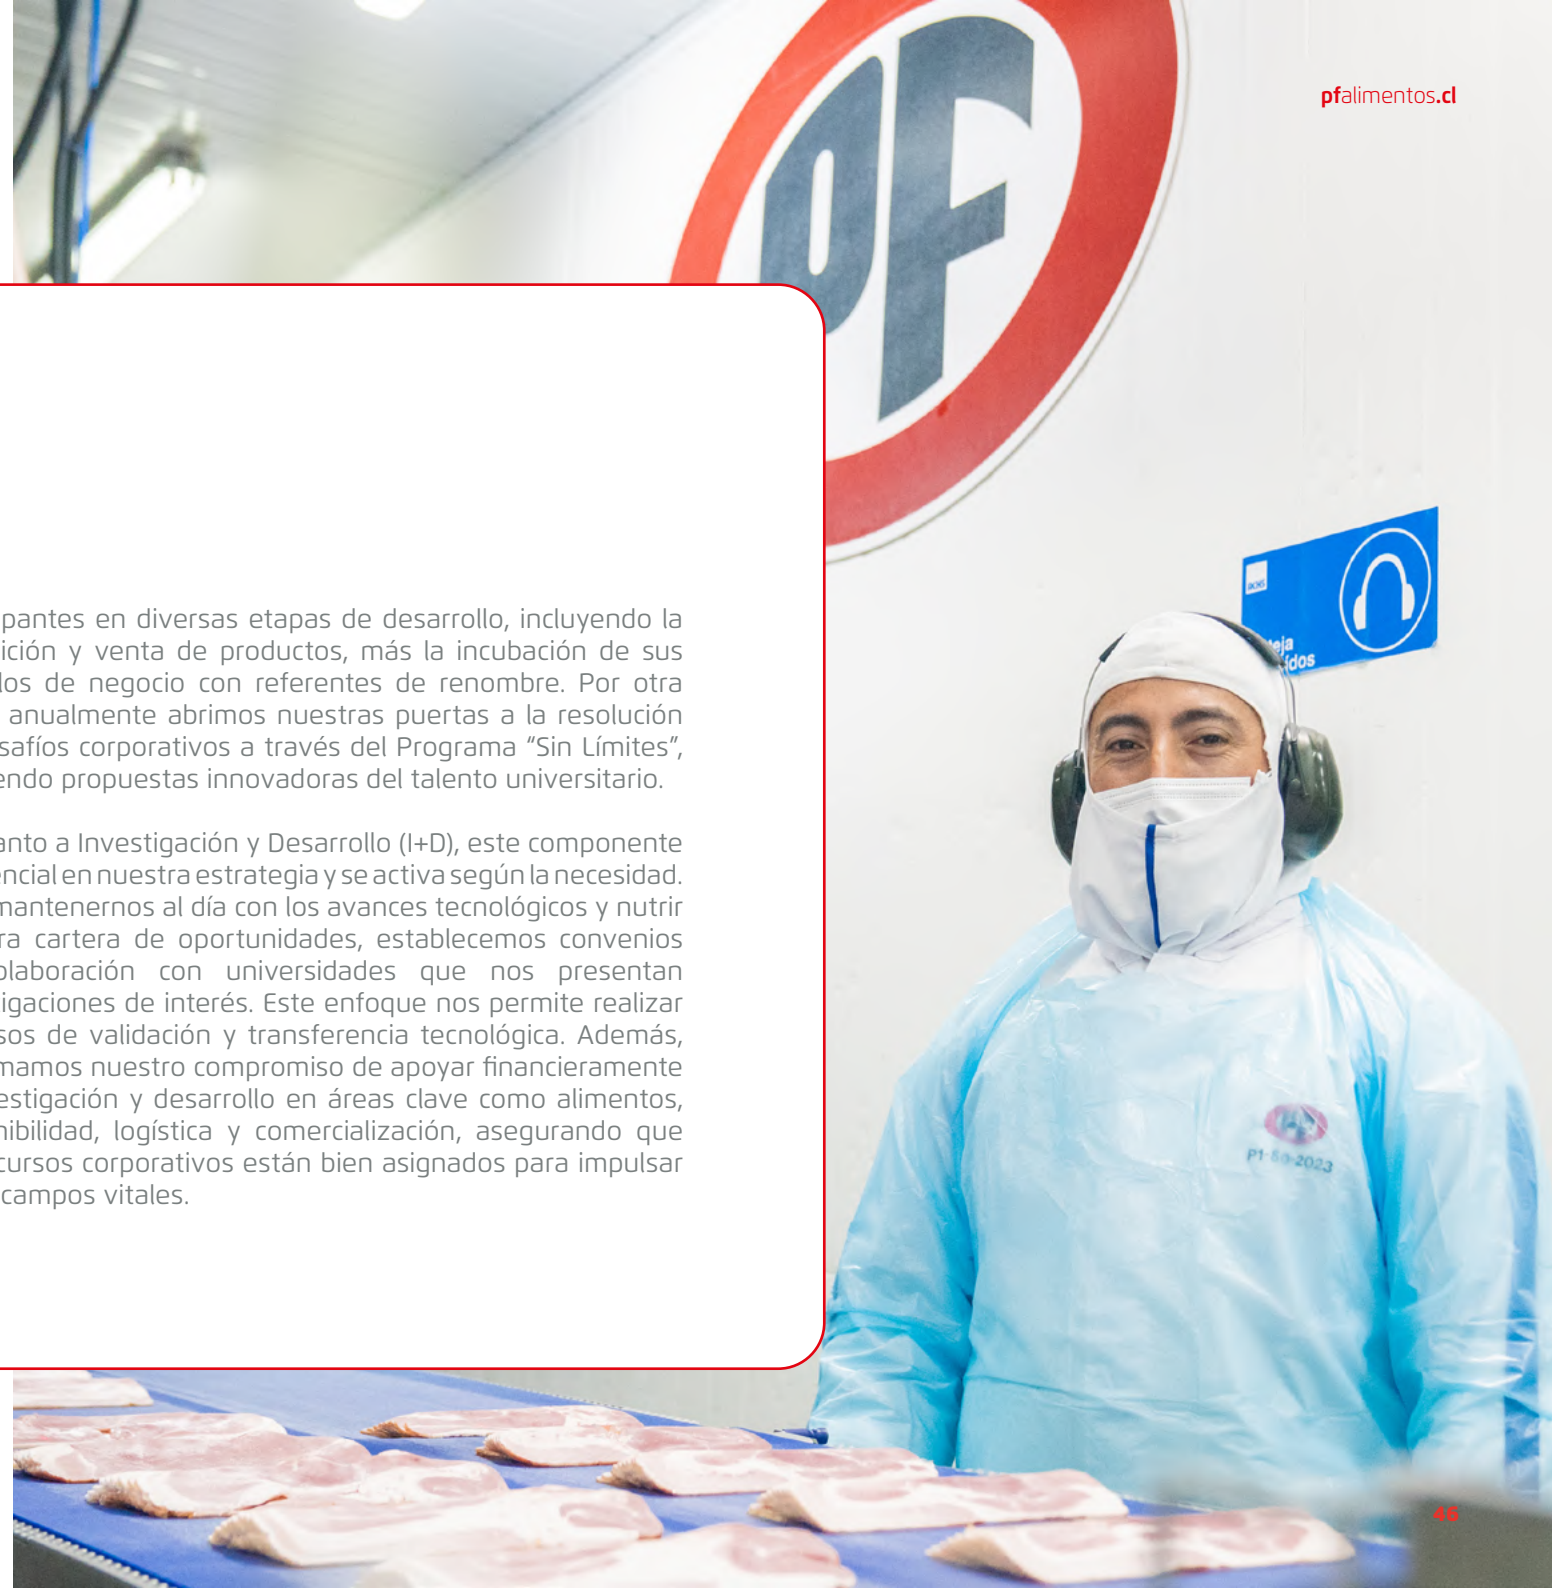 pfalimentos.cl
PF
ACHS
eja
ídos
pantes en diversas etapas de desarrollo, incluyendo la
ición y venta de productos, más la incubación de sus
los de negocio con referentes de renombre. Por otra
anualmente abrimos nuestras puertas a la resolución
safíos corporativos a través del Programa “Sin Límites”,
endo propuestas innovadoras del talento universitario.
anto a Investigación y Desarrollo (I+D), este componente
encial en nuestra estrategia y se activa según la necesidad.
mantenernos al día con los avances tecnológicos y nutrir
ra cartera de oportunidades, establecemos convenios
olaboración con universidades que nos presentan
igaciones de interés. Este enfoque nos permite realizar
sos de validación y transferencia tecnológica. Además,
mamos nuestro compromiso de apoyar financieramente
estigación y desarrollo en áreas clave como alimentos,
nibilidad, logística y comercialización, asegurando que
cursos corporativos están bien asignados para impulsar
campos vitales.
P1-80-2023
46